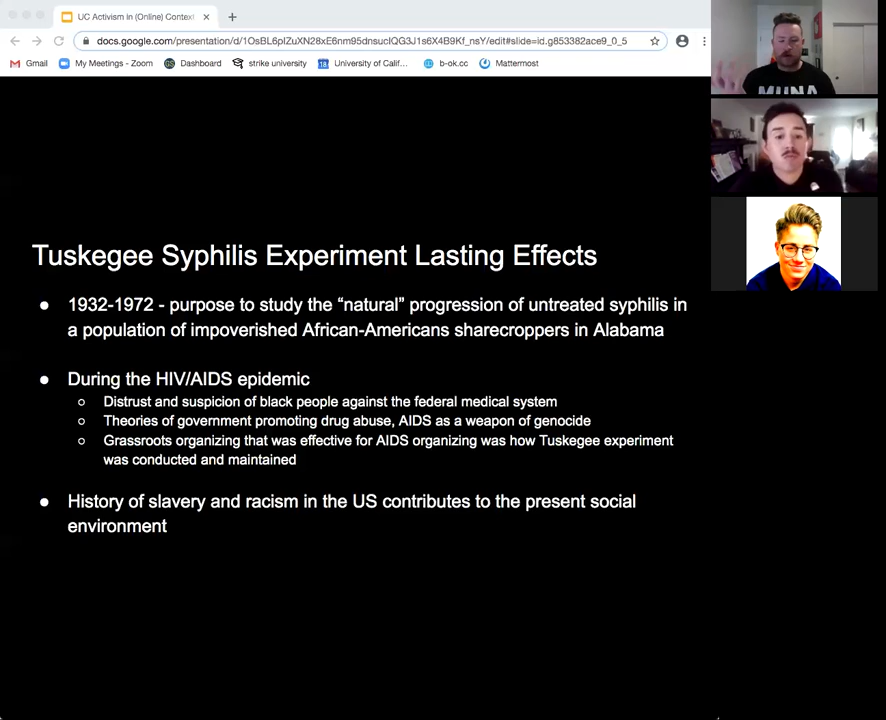 UC Activism In (Online) Context
docs.google.com/presentation/d/1OsBL6pIZuXN28xE6nm95dnsucIQG3J1s6X4B9Kf_nsY/edit#slide=id.g853382ace9_0_5
Gmail My Meetings - Zoom Dashboard strike university University of Calif... b-ok.cc Mattermost
MUNA
Tuskegee Syphilis Experiment Lasting Effects
● 1932-1972 - purpose to study the “natural” progression of untreated syphilis in
a population of impoverished African-Americans sharecroppers in Alabama
● During the HIV/AIDS epidemic
○ Distrust and suspicion of black people against the federal medical system
○ Theories of government promoting drug abuse, AIDS as a weapon of genocide
○ Grassroots organizing that was effective for AIDS organizing was how Tuskegee experiment
was conducted and maintained
● History of slavery and racism in the US contributes to the present social
environment